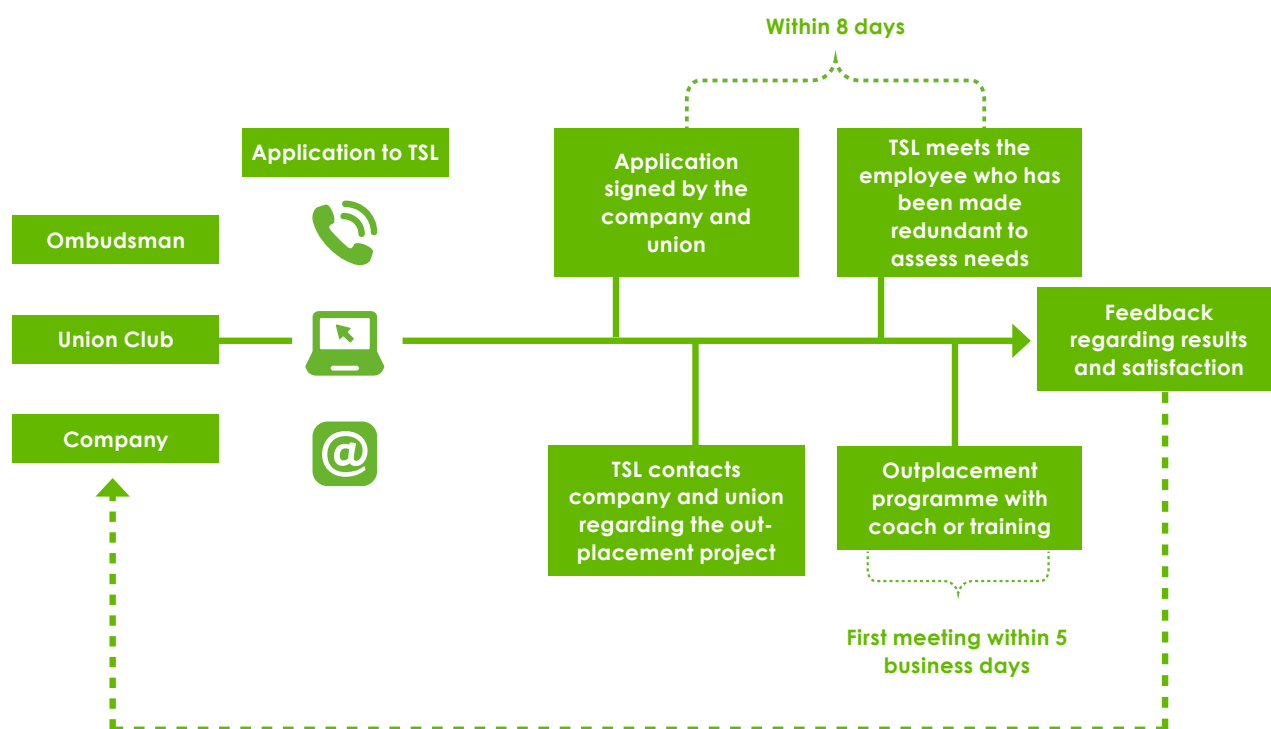 Within 8 days
Application to TSL
Ombudsman
Union Club
Company
@
Application
signed by the
company and
union
TSL meets the
employee who has
been made
redundant to
assess needs
TSL contacts
company and union
regarding the out-
placement project
Outplacement
programme with
coach or training
First meeting within 5
business days
Feedback
regarding results
and satisfaction